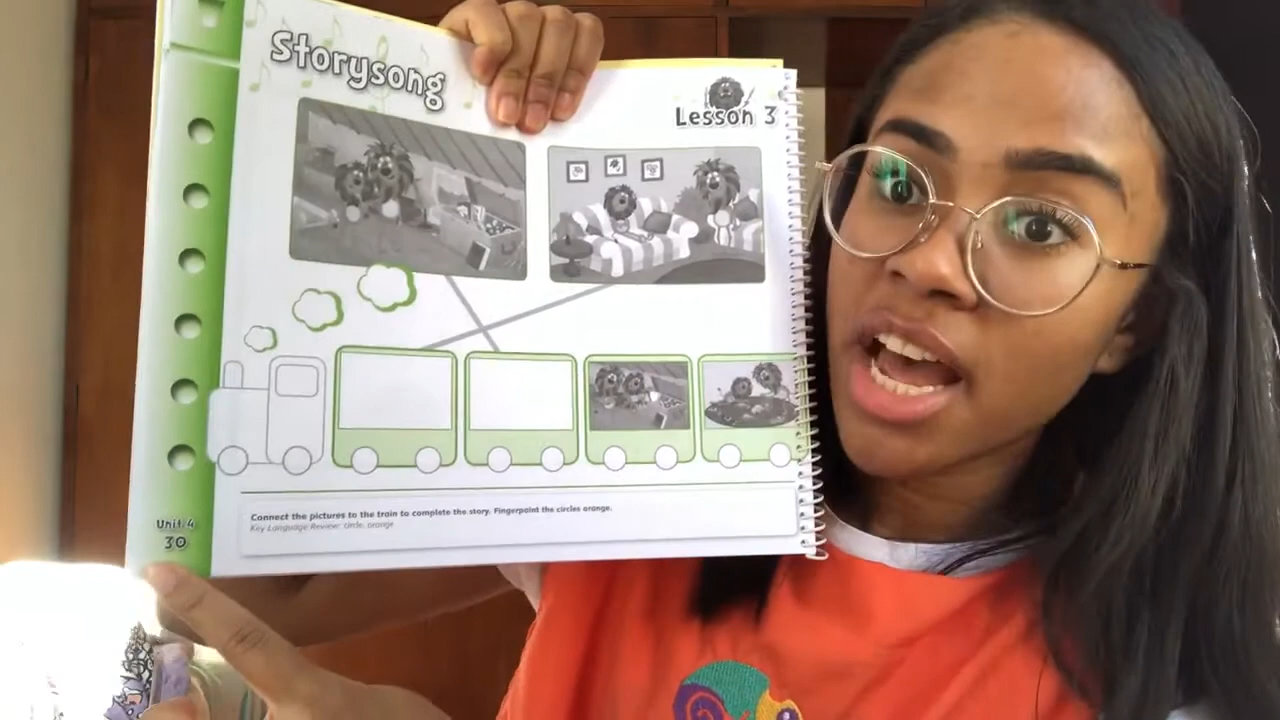 Storysong
Lesson 3
Connect the pictures to the train to complete the story. Fingerpaint the circles orange.
Key Language Review: circle, orange
Unit 4
30